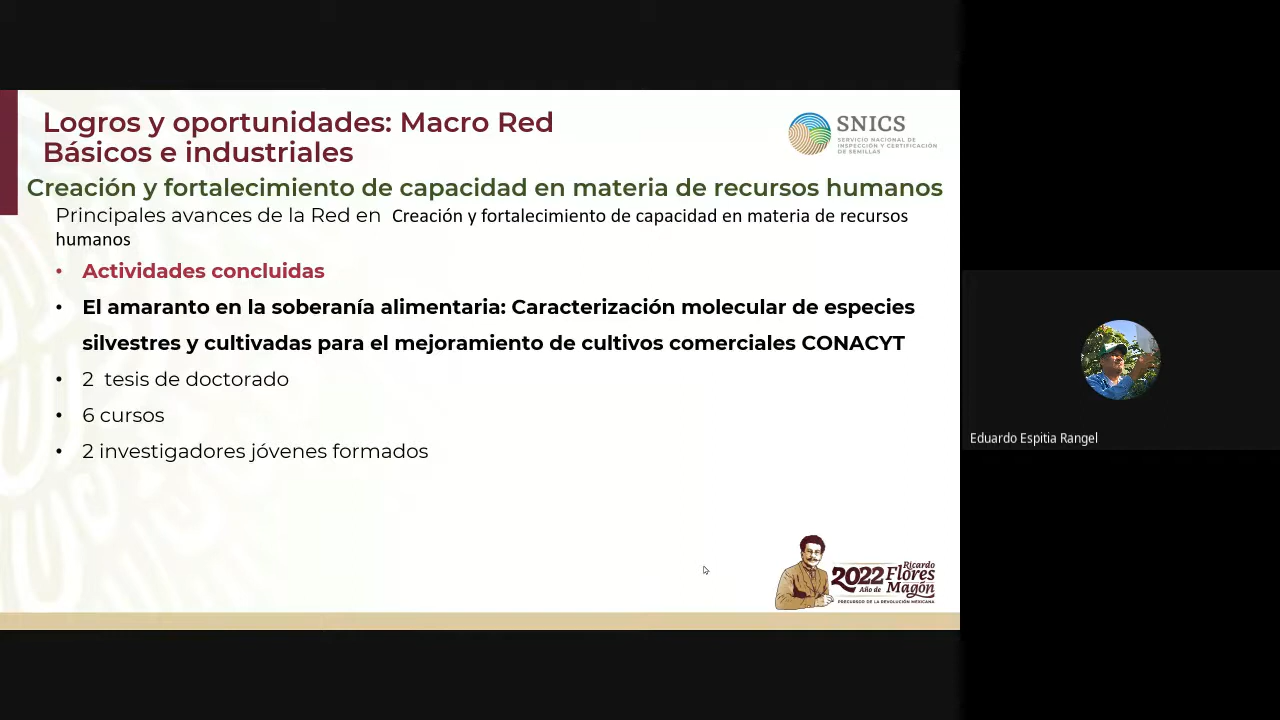 Logros y oportunidades: Macro Red
Básicos e industriales
SNICS
SERVICIO NACIONAL DE
INSPECCIÓN Y CERTIFICACIÓN
DE SEMILLAS
Creación y fortalecimiento de capacidad en materia de recursos humanos
Principales avances de la Red en Creación y fortalecimiento de capacidad en materia de recursos
humanos
• Actividades concluidas
• El amaranto en la soberanía alimentaria: Caracterización molecular de especies
silvestres y cultivadas para el mejoramiento de cultivos comerciales CONACYT
• 2 tesis de doctorado
• 6 cursos
• 2 investigadores jóvenes formados
Eduardo Espitia Rangel
2022 Ricardo
Año de Flores
Magón
PRECURSOR DE LA REVOLUCIÓN MEXICANA